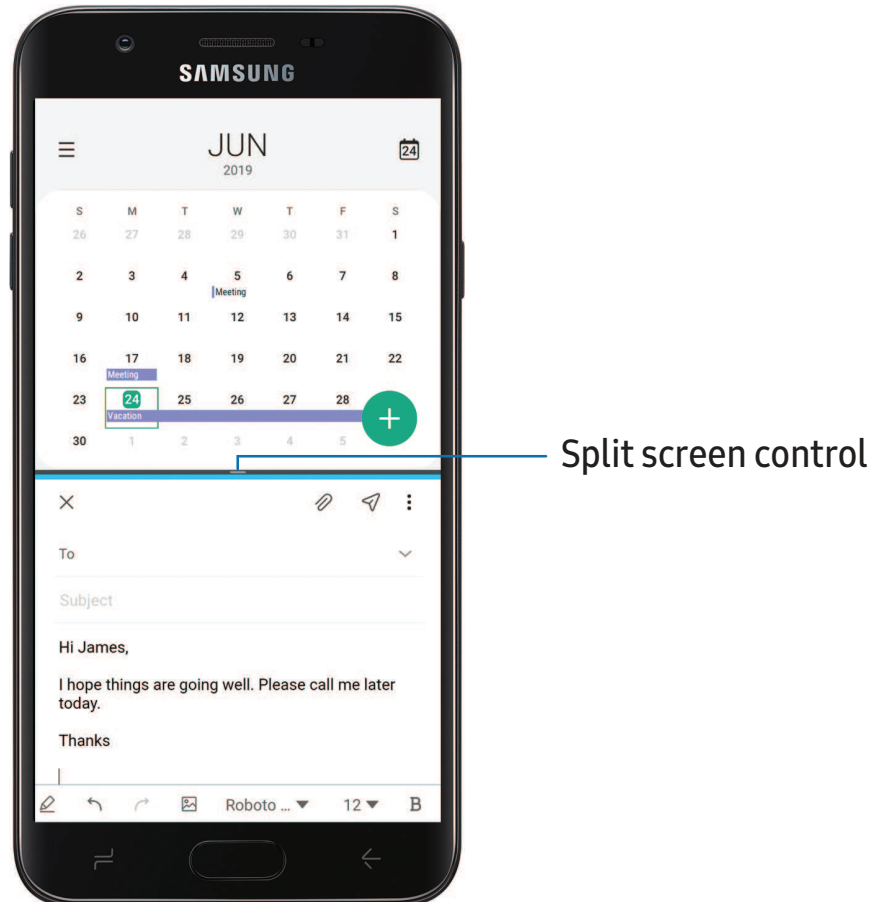 SAMSUNG
JUN
2019
24
S M T W T F S
26 27 28 29 30 31 1
2 3 4 5 6 7 8
Meeting
9 10 11 12 13 14 15
16 17 18 19 20 21 22
Meeting
23 24 25 26 27 28
Vacation
30 1 2 3 4 5
+
Split screen control
To
Subject
Hi James,
I hope things are going well. Please call me later
today.
Thanks
Roboto ... 12 B